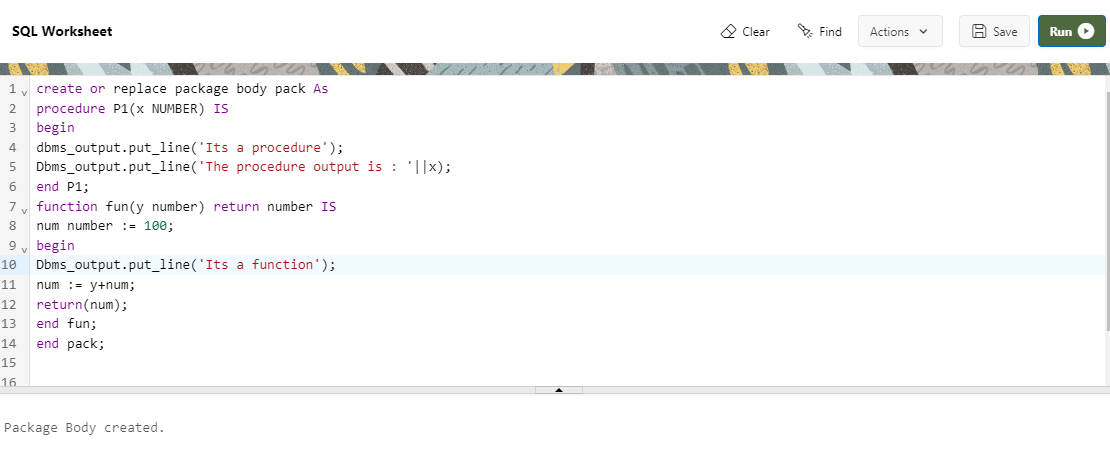 SQL Worksheet
Clear Find Actions Save Run
1 create or replace package body pack As
2 procedure P1(x NUMBER) IS
3 begin
4 dbms_output.put_line('Its a procedure');
5 Dbms_output.put_line('The procedure output is : '||x);
6 end P1;
7 function fun(y number) return number IS
8 num number := 100;
9 begin
10 Dbms_output.put_line('Its a function');
11 num := y+num;
12 return(num);
13 end fun;
14 end pack;
15
16
Package Body created.